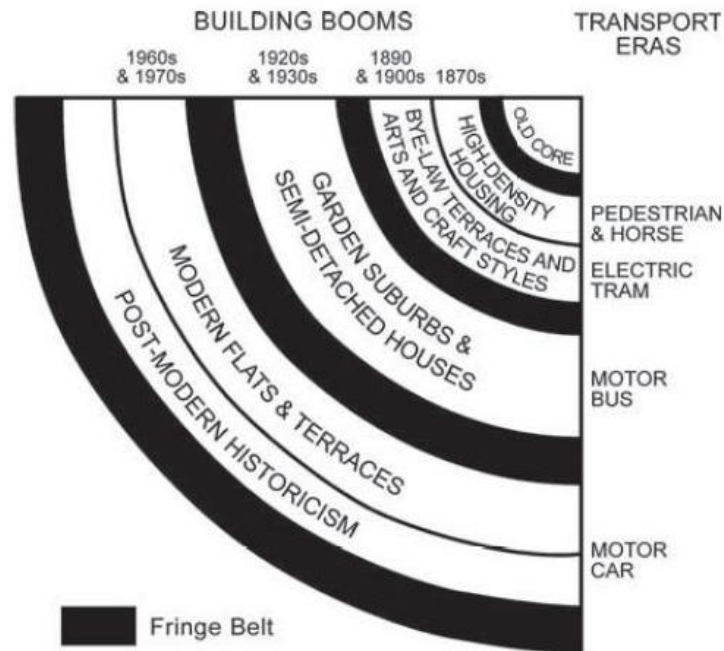 BUILDING BOOMS
TRANSPORT
ERAS
1960s
& 1970s
1920s
& 1930s
1890
& 1900s
1870s
OLD CORE
HIGH-DENSITY
HOUSING
BYE-LAW TERRACES AND
ARTS AND CRAFT STYLES
GARDEN SUBURBS &
SEMI-DETACHED HOUSES
MODERN FLATS & TERRACES
POST-MODERN HISTORICISM
PEDESTRIAN
& HORSE
ELECTRIC
TRAM
MOTOR
BUS
MOTOR
CAR
Fringe Belt